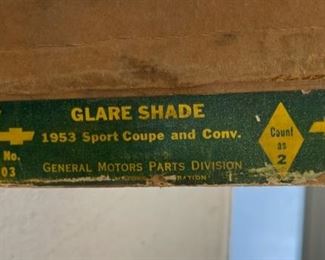 GLARE SHADE
1953 Sport Coupe and Conv.
No.
03
GENERAL MOTORS PARTS DIVISION
Count
as
2